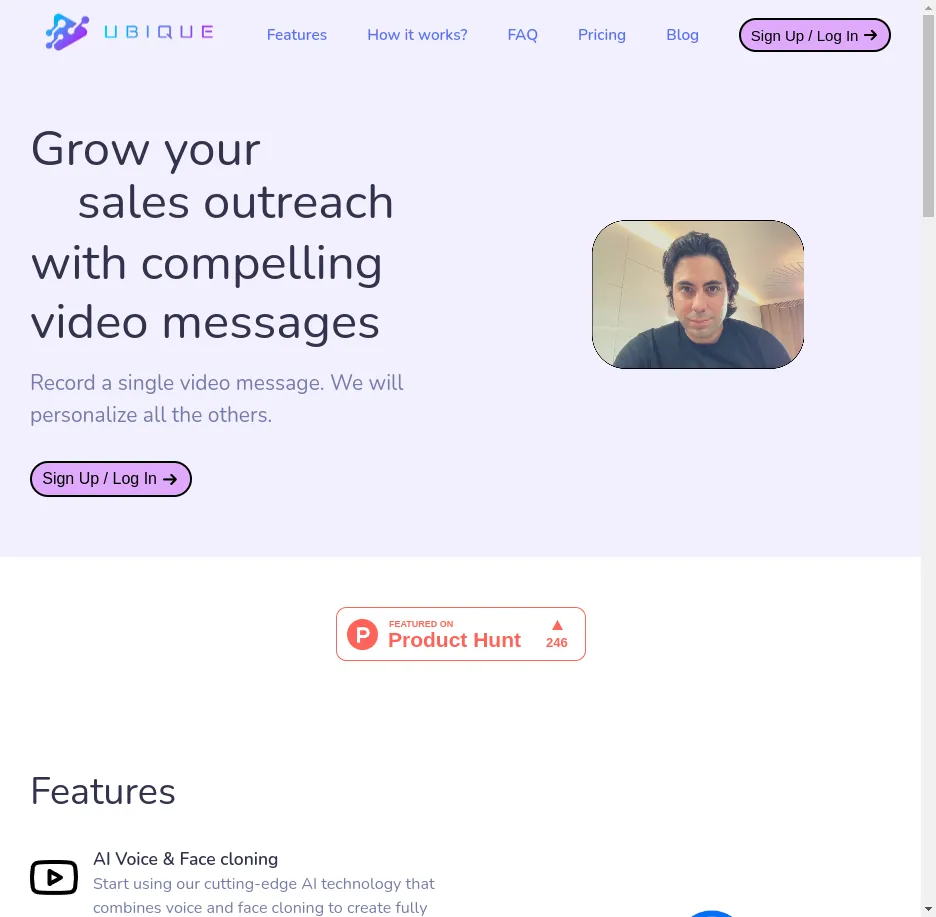 UBIQUE
Features
How it works?
FAQ
Pricing
Blog
Sign Up / Log In
Grow your
sales outreach
with compelling
video messages
Record a single video message. We will
personalize all the others.
Sign Up / Log In
P
FEATURED ON
Product Hunt
246
Features
AI Voice & Face cloning
Start using our cutting-edge AI technology that
combines voice and face cloning to create fully